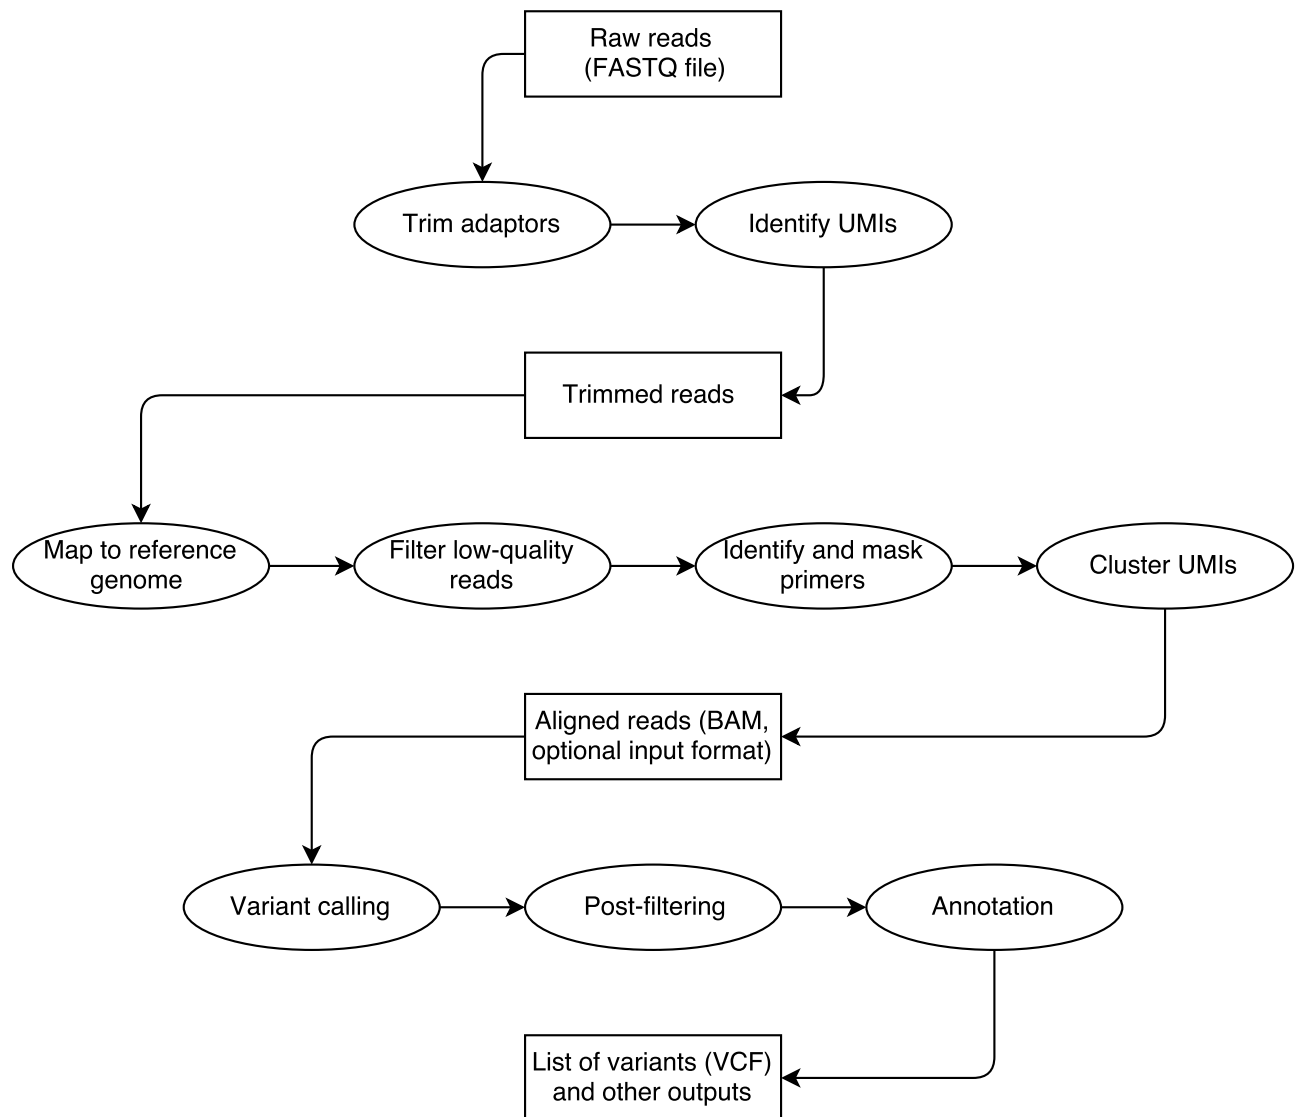 Raw reads
(FASTQ file)
Trim adaptors
Identify UMIs
Trimmed reads
Map to reference
genome
Filter low-quality
reads
Identify and mask
primers
Cluster UMIs
Aligned reads (BAM,
optional input format)
Variant calling
Post-filtering
Annotation
List of variants (VCF)
and other outputs